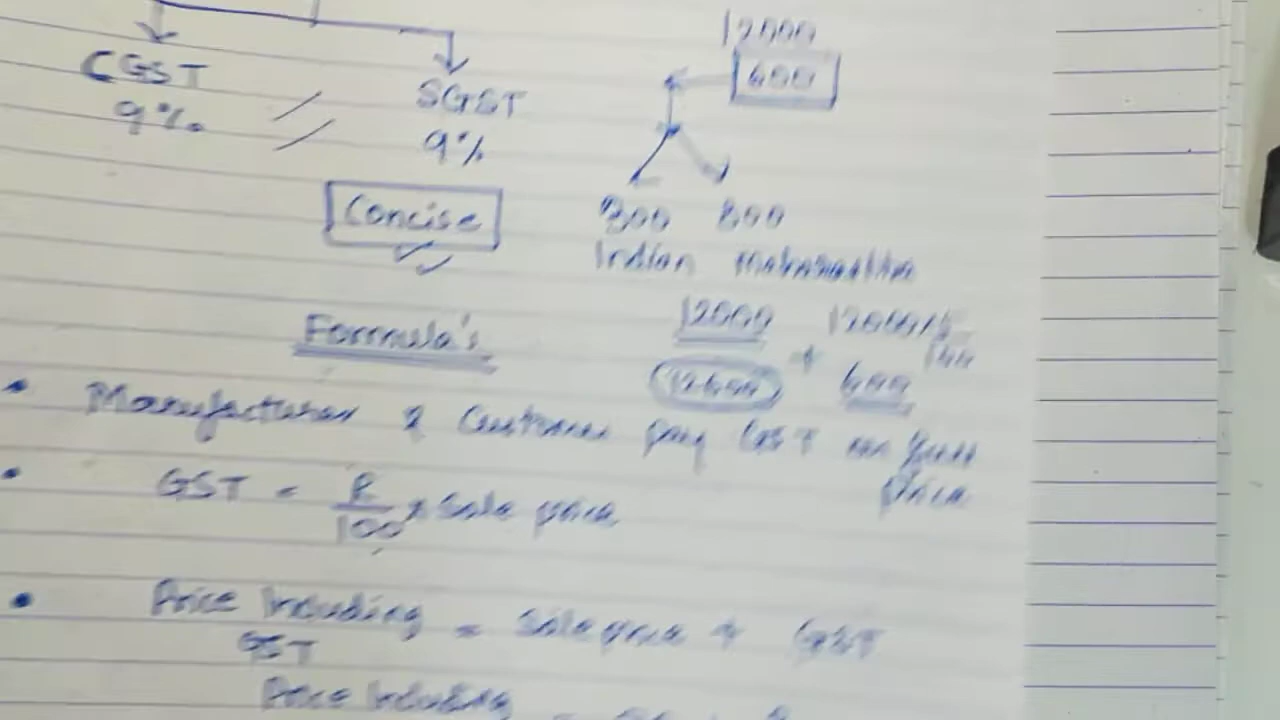 CGST SGST
9% 9%
12000
600
300 300
Indian Maharashtra
Concise
Formula's
12000
12600 + 600
• Manufacturer & Customer pay GST on
Price
• GST = R/100 x Sale price
• Price Including GST = Sale price + GST
Price Including